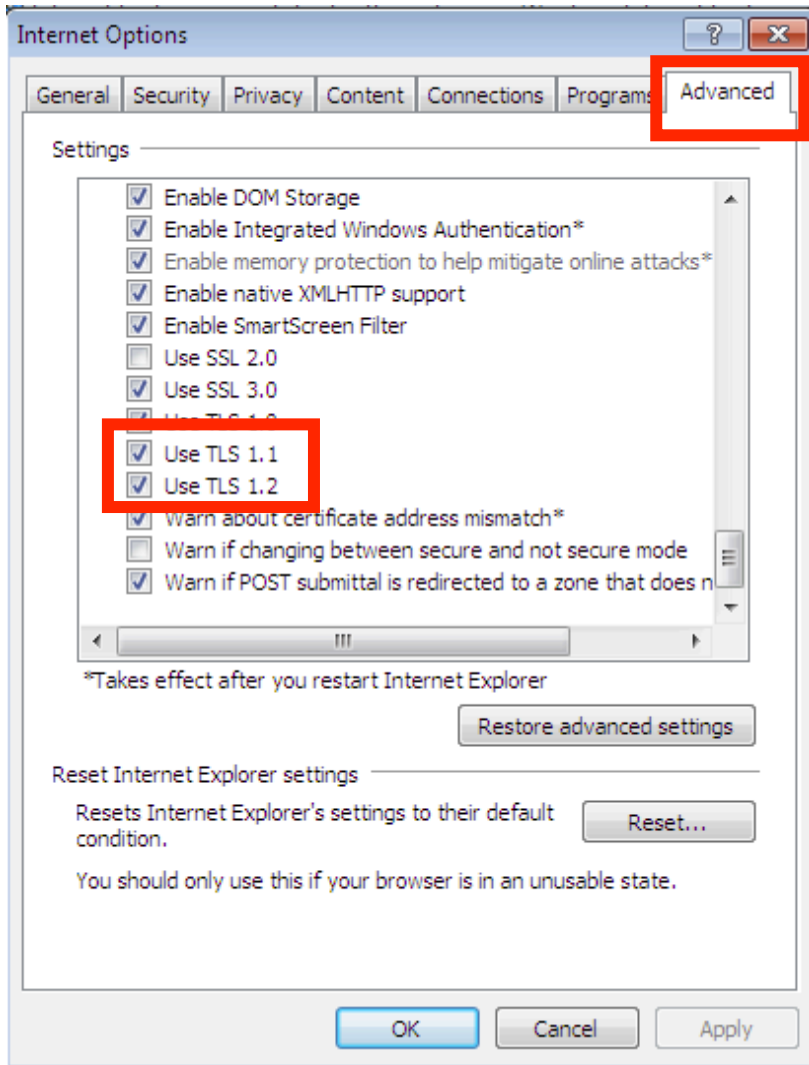 Internet Options
General Security Privacy Content Connections Programs Advanced
Settings
Enable DOM Storage
Enable Integrated Windows Authentication*
Enable memory protection to help mitigate online attacks*
Enable native XMLHTTP support
Enable SmartScreen Filter
Use SSL 2.0
Use SSL 3.0
Use TLS 1.0
Use TLS 1.1
Use TLS 1.2
Warn about certificate address mismatch*
Warn if changing between secure and not secure mode
Warn if POST submittal is redirected to a zone that does n
*Takes effect after you restart Internet Explorer
Restore advanced settings
Reset Internet Explorer settings
Resets Internet Explorer's settings to their default
condition.
Reset...
You should only use this if your browser is in an unusable state.
OK Cancel Apply